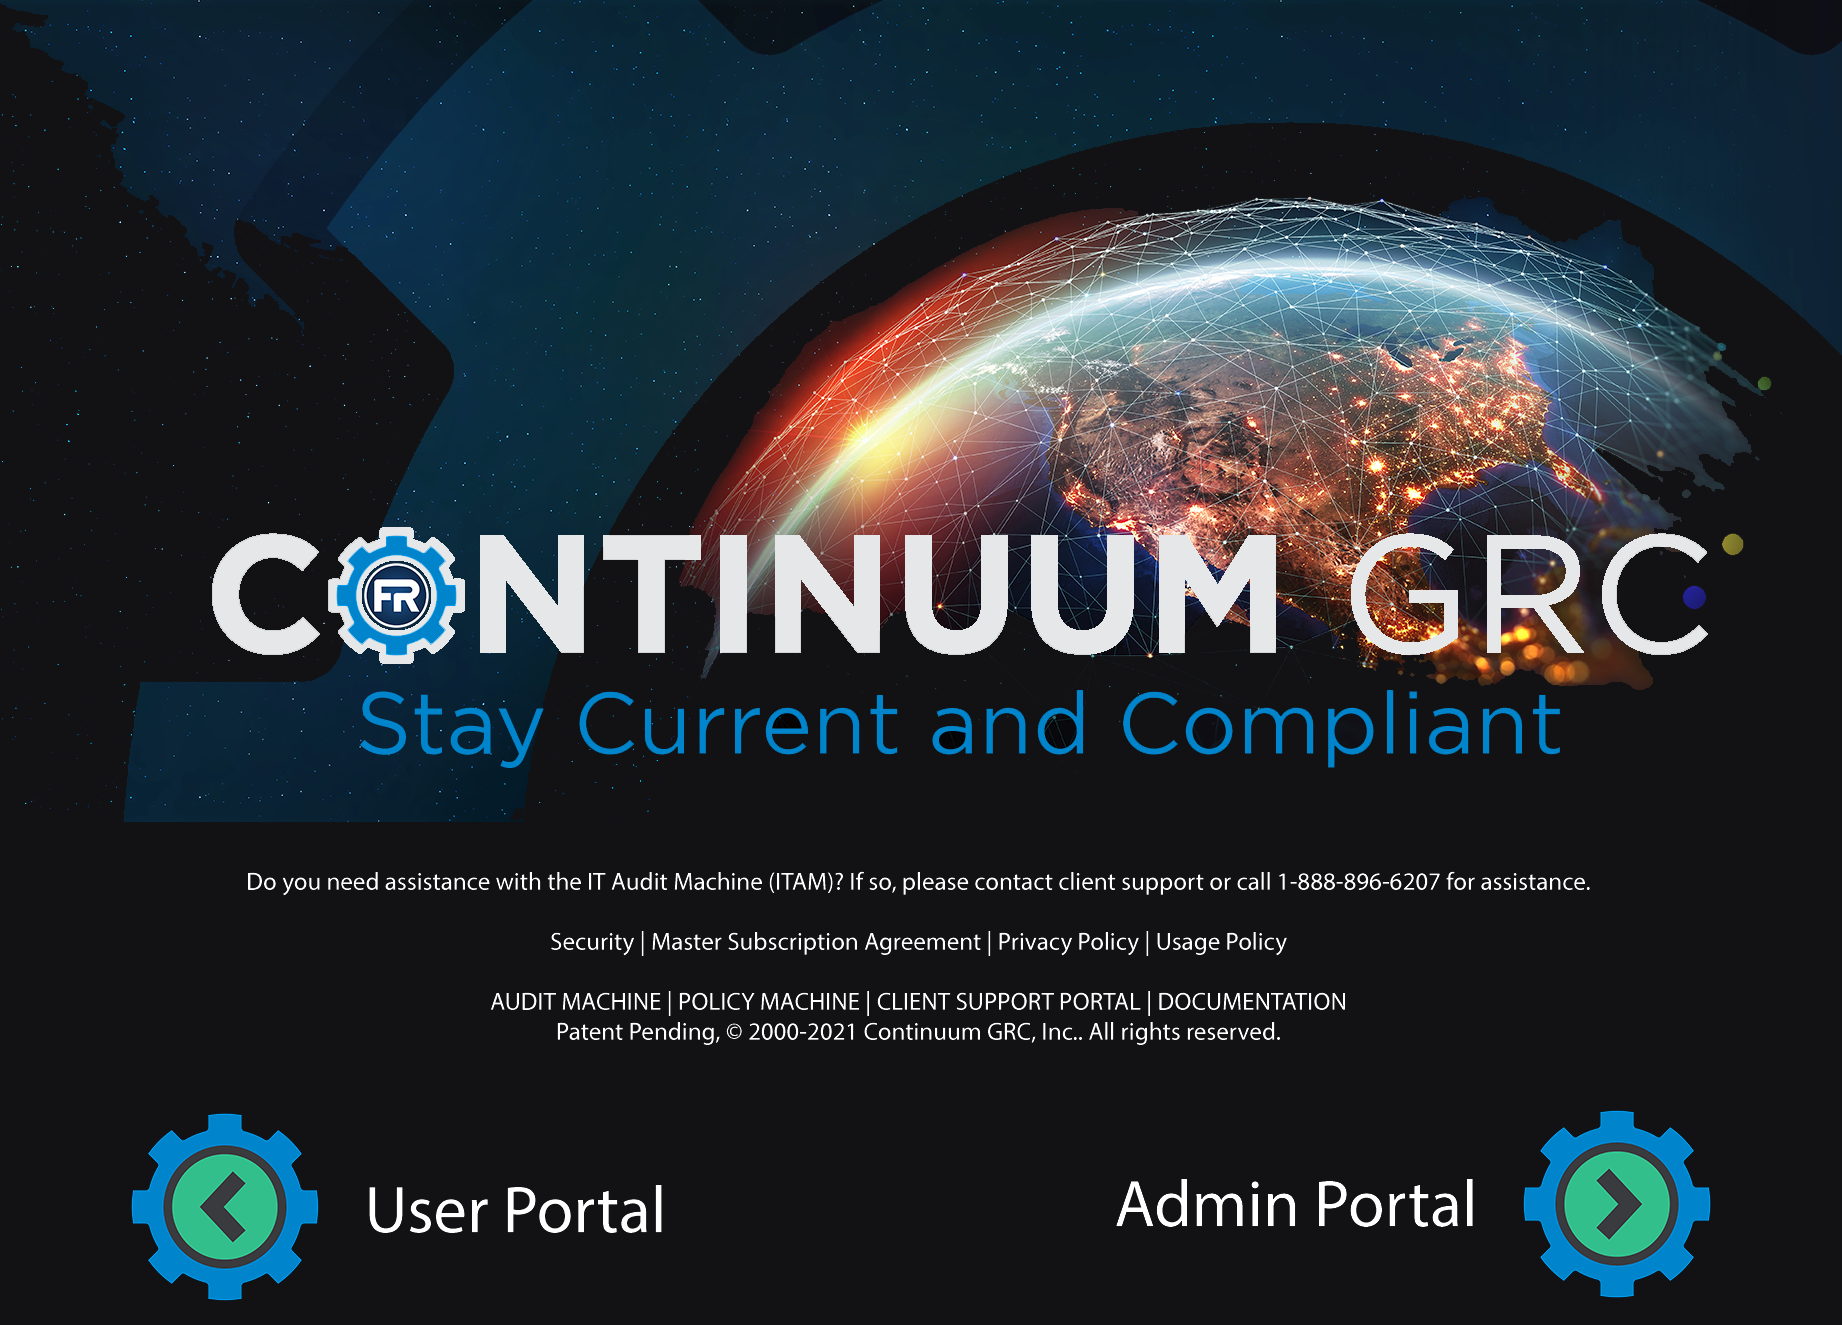 CONTINUUM GRC
FR
Stay Current and Compliant
Do you need assistance with the IT Audit Machine (ITAM)? If so, please contact client support or call 1-888-896-6207 for assistance.
Security | Master Subscription Agreement | Privacy Policy | Usage Policy
AUDIT MACHINE | POLICY MACHINE | CLIENT SUPPORT PORTAL | DOCUMENTATION
Patent Pending, © 2000-2021 Continuum GRC, Inc.. All rights reserved.
User Portal
Admin Portal